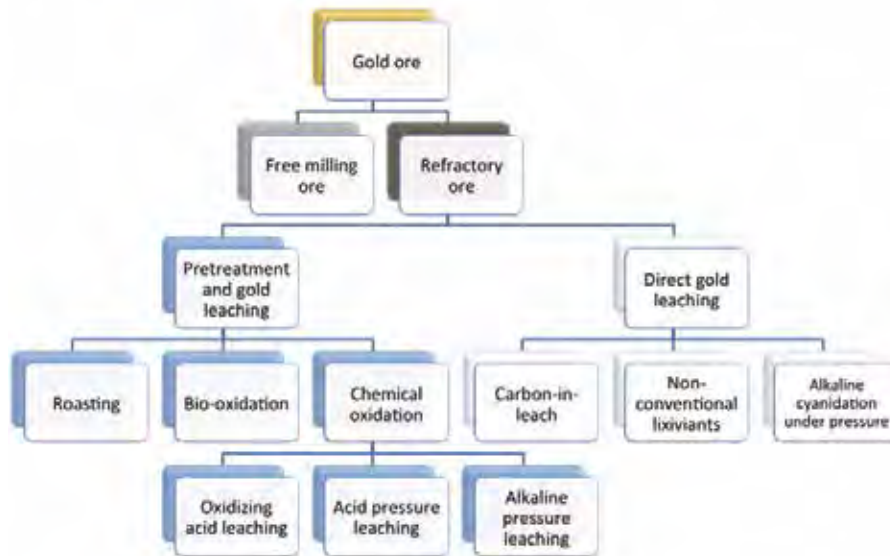 Gold ore
Free milling
ore
Refractory
ore
Pretreatment
and gold
leaching
Direct gold
leaching
Roasting
Bio-oxidation
Chemical
oxidation
Carbon-in-
leach
Non-
conventional
lixiviants
Alkaline
cyanidation
under pressure
Oxidizing
acid leaching
Acid pressure
leaching
Alkaline
pressure
leaching